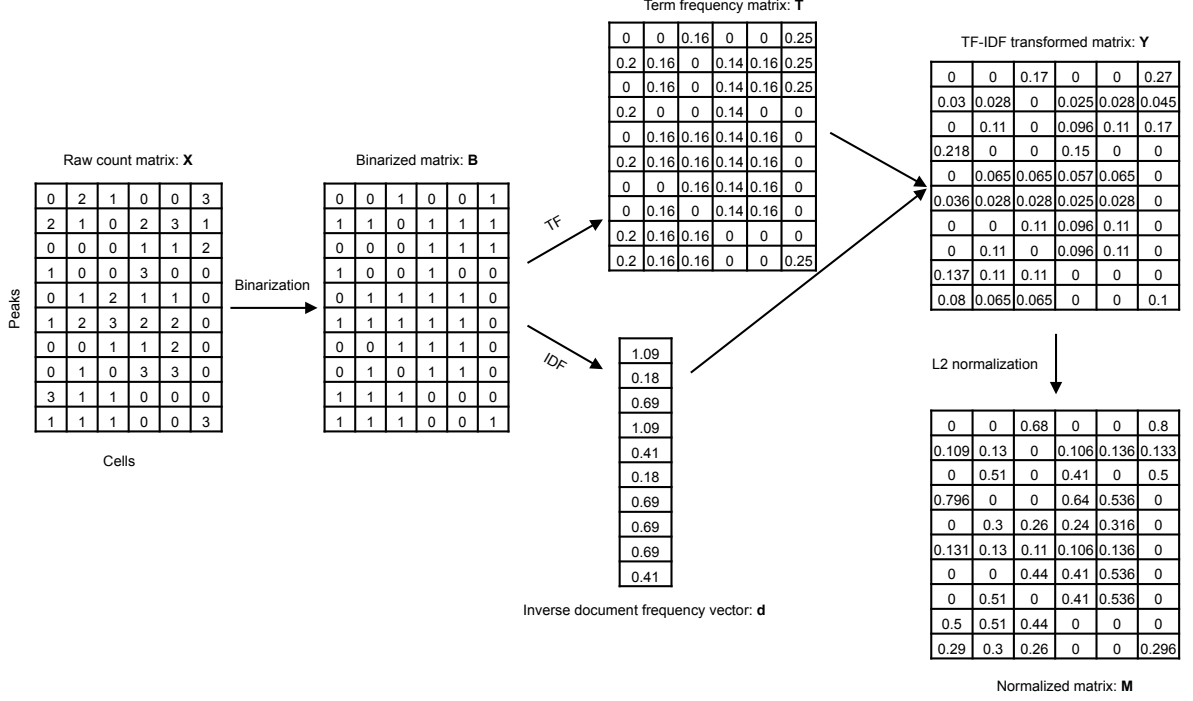 Term frequency matrix: T
0 0 0.16 0 0 0.25
0.2 0.16 0 0.14 0.16 0.25
0 0.16 0 0.14 0.16 0.25
0.2 0 0 0.14 0 0
0 0.16 0.16 0.14 0.16 0
0.2 0.16 0.16 0.14 0.16 0
0 0 0.16 0.14 0.16 0
0 0.16 0 0.14 0.16 0
0.2 0.16 0.16 0 0 0
0.2 0.16 0.16 0 0 0.25
TF-IDF transformed matrix: Y
0 0 0.17 0 0 0.27
0.03 0.028 0 0.025 0.028 0.045
0 0.11 0 0.096 0.11 0.17
0.218 0 0 0.15 0 0
0 0.065 0.065 0.057 0.065 0
0.036 0.028 0.028 0.025 0.028 0
0 0 0.11 0.096 0.11 0
0 0.11 0 0.096 0.11 0
0.137 0.11 0.11 0 0 0
0.08 0.065 0.065 0 0 0.1
Raw count matrix: X
0 2 1 0 0 3
2 1 0 2 3 1
0 0 0 1 1 2
1 0 0 3 0 0
0 1 2 1 1 0
1 2 3 2 2 0
0 0 1 1 2 0
0 1 0 3 3 0
3 1 1 0 0 0
1 1 1 0 0 3
Peaks
Cells
Binarization
Binarized matrix: B
0 0 1 0 0 1
1 1 0 1 1 1
0 0 0 1 1 1
1 0 0 1 0 0
0 1 1 1 1 0
1 1 1 1 1 0
0 0 1 1 1 0
0 1 0 1 1 0
1 1 1 0 0 0
1 1 1 0 0 1
TF
IDF
1.09
0.18
0.69
1.09
0.41
0.18
0.69
0.69
0.69
0.41
Inverse document frequency vector: d
L2 normalization
0 0 0.68 0 0 0.8
0.109 0.13 0 0.106 0.136 0.133
0 0.51 0 0.41 0 0.5
0.796 0 0 0.64 0.536 0
0 0.3 0.26 0.24 0.316 0
0.131 0.13 0.11 0.106 0.136 0
0 0 0.44 0.41 0.536 0
0 0.51 0 0.41 0.536 0
0.5 0.51 0.44 0 0 0
0.29 0.3 0.26 0 0 0.296
Normalized matrix: M